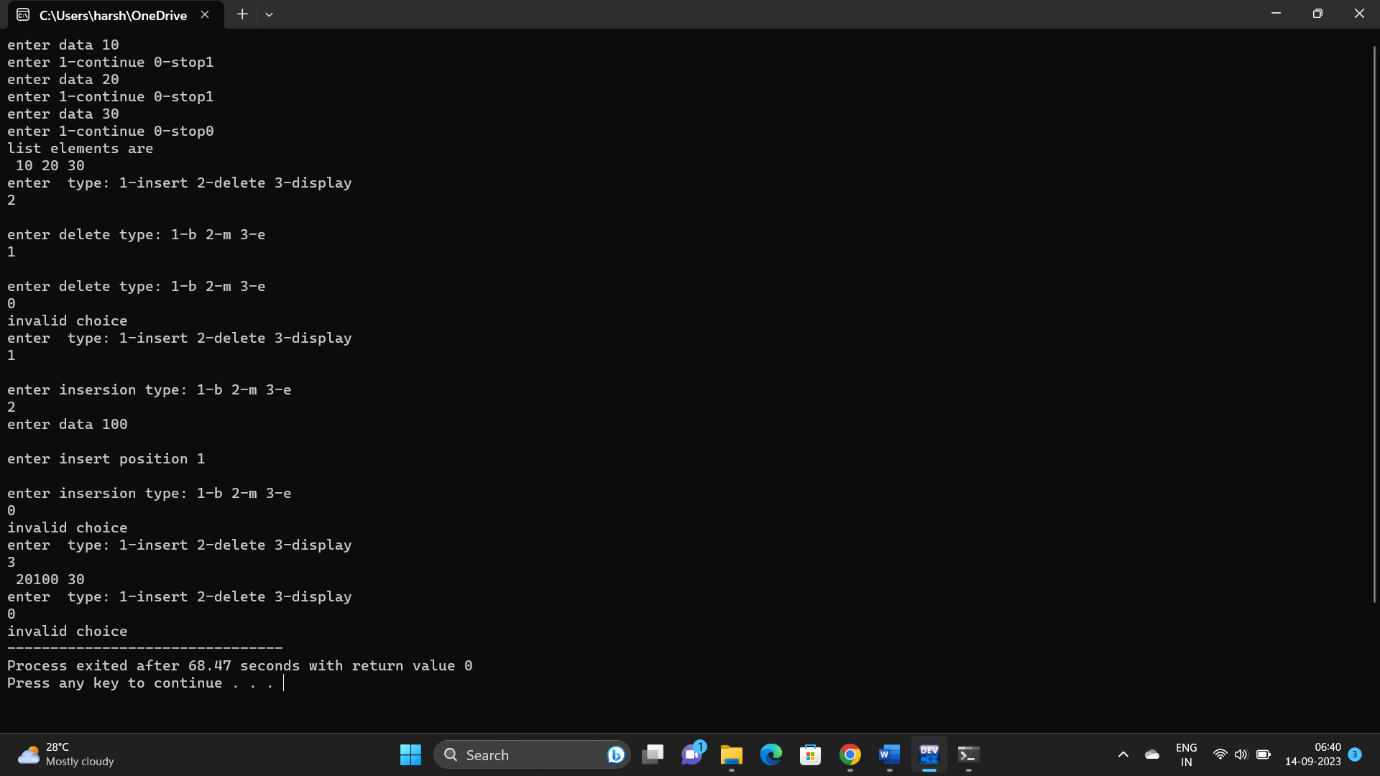 C:\Users\harsh\OneDrive
enter data 10
enter 1-continue 0-stop1
enter data 20
enter 1-continue 0-stop1
enter data 30
enter 1-continue 0-stop0
list elements are
 10 20 30
enter  type: 1-insert 2-delete 3-display
2
enter delete type: 1-b 2-m 3-e
1
enter delete type: 1-b 2-m 3-e
0
invalid choice
enter  type: 1-insert 2-delete 3-display
1
enter insersion type: 1-b 2-m 3-e
2
enter data 100
enter insert position 1
enter insersion type: 1-b 2-m 3-e
0
invalid choice
enter  type: 1-insert 2-delete 3-display
3
 20100 30
enter  type: 1-insert 2-delete 3-display
0
invalid choice
--------------------------------
Process exited after 68.47 seconds with return value 0
Press any key to continue . . .
28°C
Mostly cloudy
Search
1
DEV
ENG
IN
06:40
14-09-2023
3